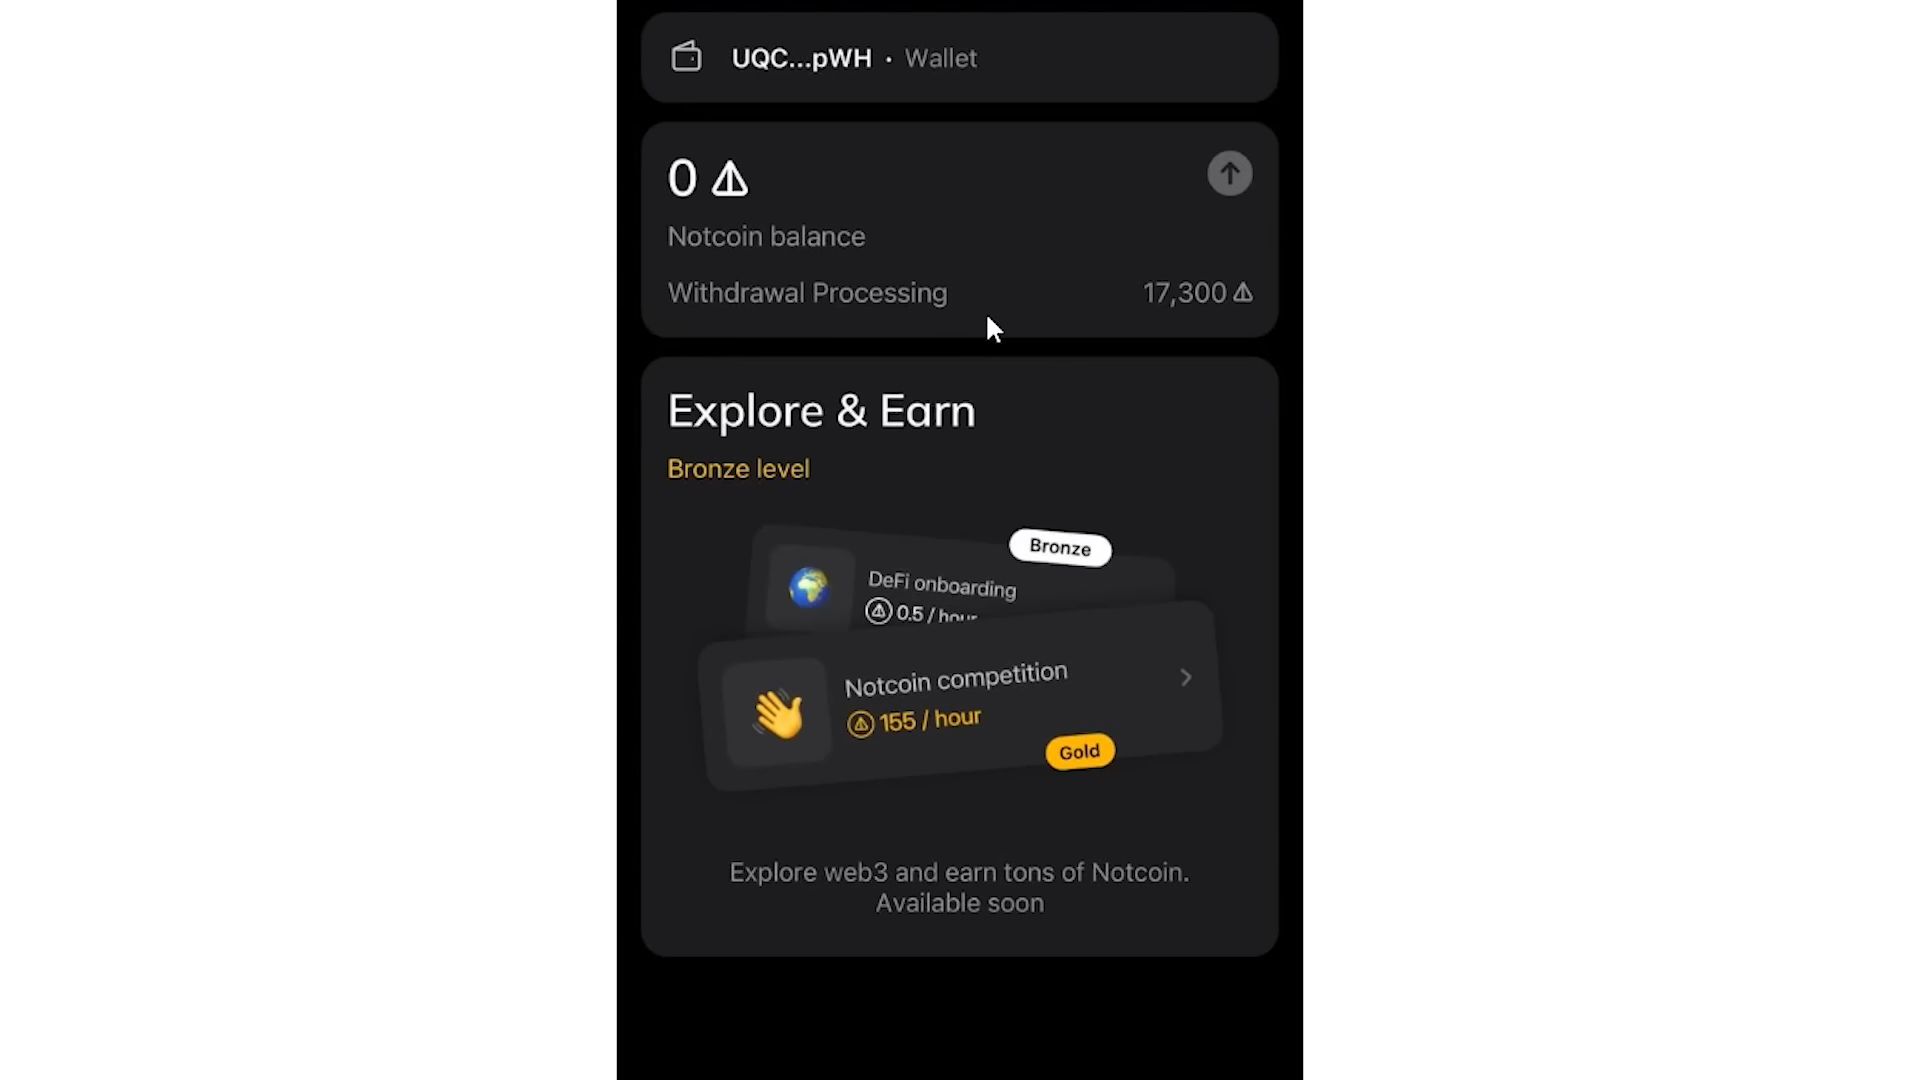 UQC...pWH • Wallet
0
Notcoin balance
Withdrawal Processing 17,300
Explore & Earn
Bronze level
Bronze
DeFi onboarding
0.5 / hour
Notcoin competition
155 / hour
Gold
Explore web3 and earn tons of Notcoin.
Available soon